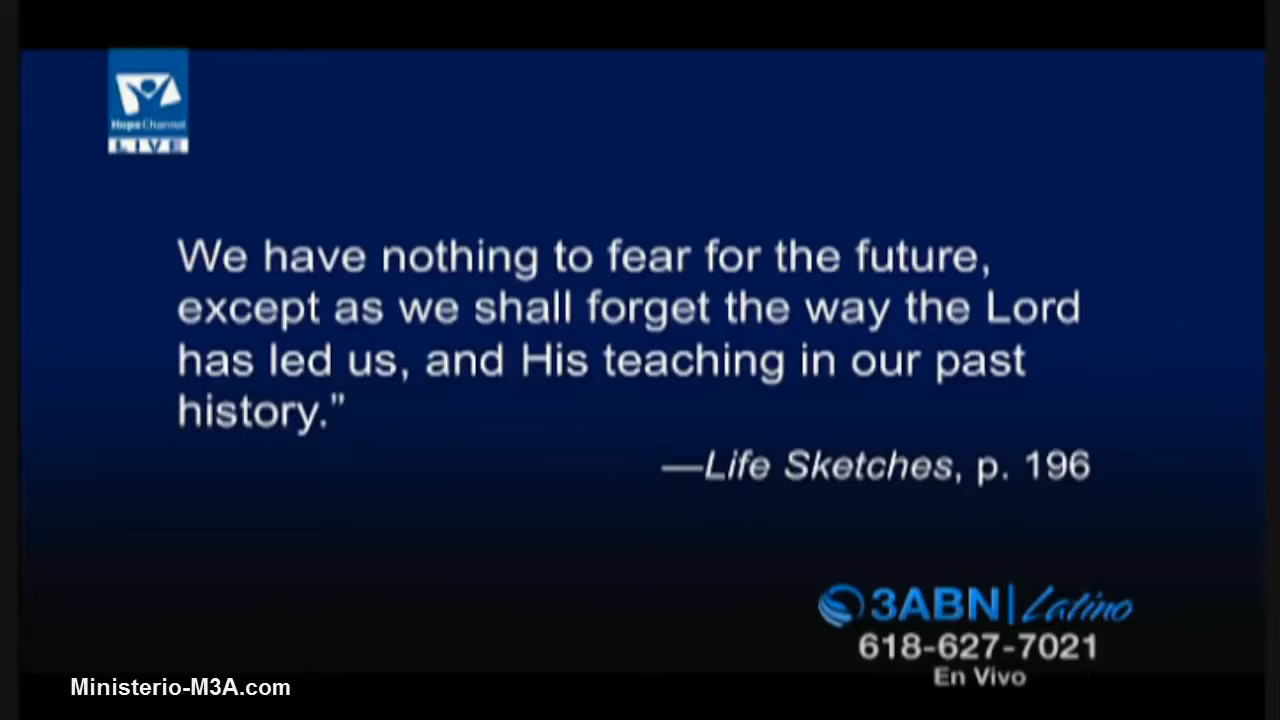 Hope Channel
LIVE
We have nothing to fear for the future,
except as we shall forget the way the Lord
has led us, and His teaching in our past
history.”
—Life Sketches, p. 196
3ABN|Latino
618-627-7021
En Vivo
Ministerio-M3A.com